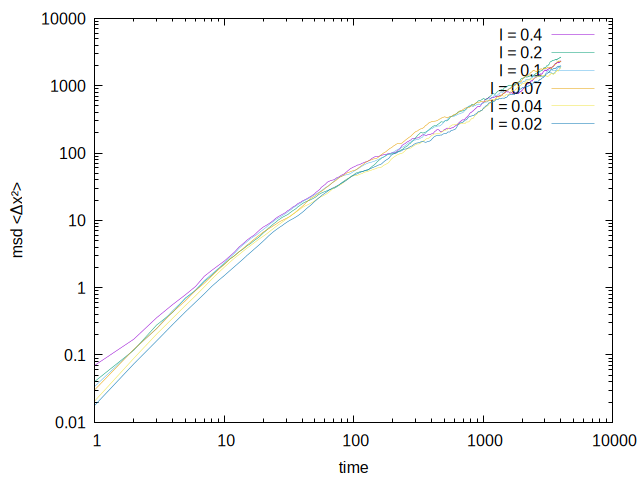 10000
1000
100
10
1
0.1
0.01
1 10 100 1000 10000
time
msd <Δx²>
l = 0.4
l = 0.2
l = 0.1
l = 0.07
l = 0.04
l = 0.02